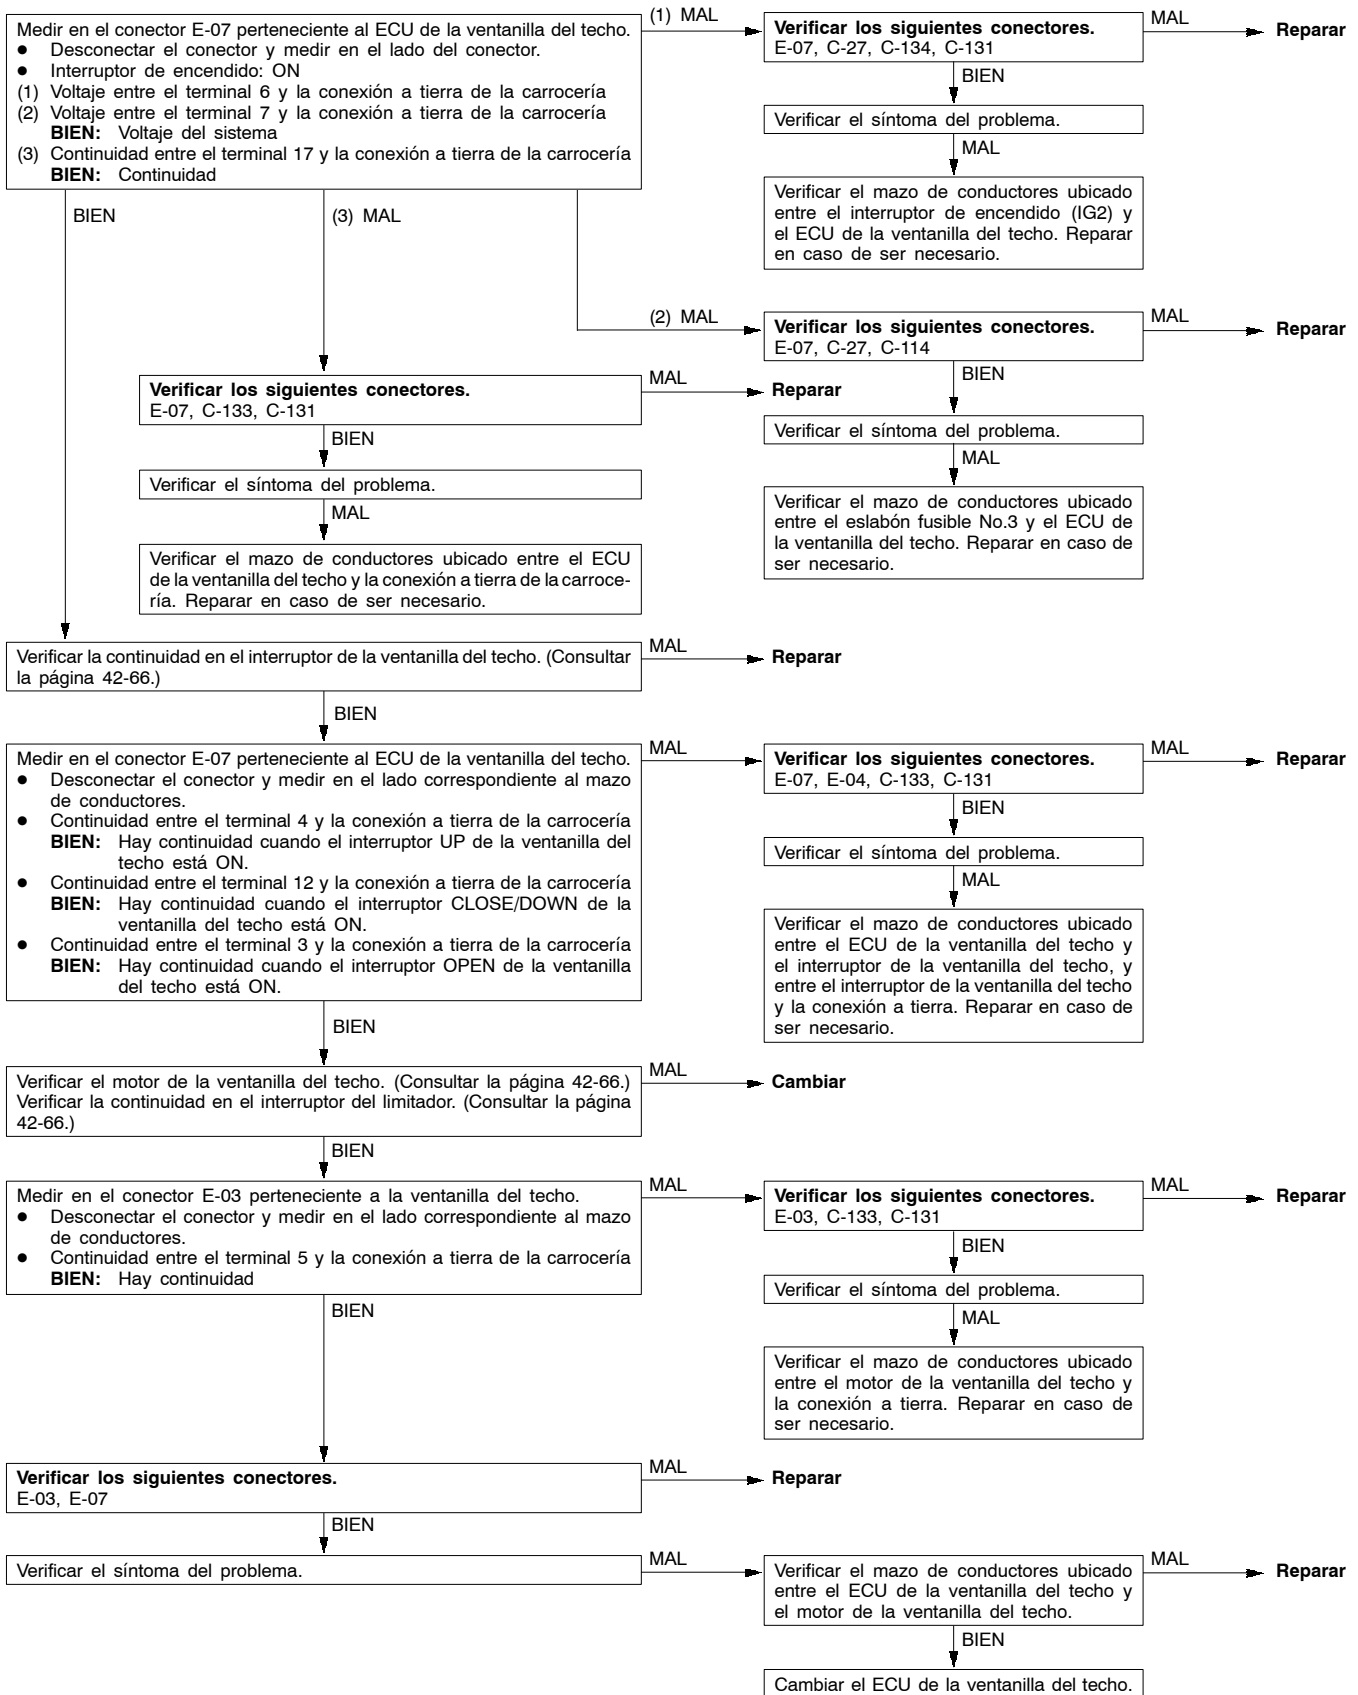 Medir en el conector E-07 perteneciente al ECU de la ventanilla del techo.
● Desconectar el conector y medir en el lado del conector.
● Interruptor de encendido: ON
(1) Voltaje entre el terminal 6 y la conexión a tierra de la carrocería
(2) Voltaje entre el terminal 7 y la conexión a tierra de la carrocería
BIEN: Voltaje del sistema
(3) Continuidad entre el terminal 17 y la conexión a tierra de la carrocería
BIEN: Continuidad
(1) MAL
Verificar los siguientes conectores.
E-07, C-27, C-134, C-131
MAL
Reparar
BIEN
Verificar el síntoma del problema.
MAL
Verificar el mazo de conductores ubicado
entre el interruptor de encendido (IG2) y
el ECU de la ventanilla del techo. Reparar
en caso de ser necesario.
BIEN
(3) MAL
(2) MAL
Verificar los siguientes conectores.
E-07, C-27, C-114
MAL
Reparar
BIEN
Verificar el síntoma del problema.
MAL
Verificar el mazo de conductores ubicado
entre el eslabón fusible No.3 y el ECU de
la ventanilla del techo. Reparar en caso de
ser necesario.
Verificar los siguientes conectores.
E-07, C-133, C-131
MAL
Reparar
BIEN
Verificar el síntoma del problema.
MAL
Verificar el mazo de conductores ubicado entre el ECU
de la ventanilla del techo y la conexión a tierra de la carroce-
ría. Reparar en caso de ser necesario.
Verificar la continuidad en el interruptor de la ventanilla del techo. (Consultar
la página 42-66.)
MAL
Reparar
BIEN
Medir en el conector E-07 perteneciente al ECU de la ventanilla del techo.
● Desconectar el conector y medir en el lado correspondiente al mazo
de conductores.
● Continuidad entre el terminal 4 y la conexión a tierra de la carrocería
BIEN: Hay continuidad cuando el interruptor UP de la ventanilla del
techo está ON.
● Continuidad entre el terminal 12 y la conexión a tierra de la carrocería
BIEN: Hay continuidad cuando el interruptor CLOSE/DOWN de la
ventanilla del techo está ON.
● Continuidad entre el terminal 3 y la conexión a tierra de la carrocería
BIEN: Hay continuidad cuando el interruptor OPEN de la ventanilla
del techo está ON.
MAL
Verificar los siguientes conectores.
E-07, E-04, C-133, C-131
MAL
Reparar
BIEN
Verificar el síntoma del problema.
MAL
Verificar el mazo de conductores ubicado
entre el ECU de la ventanilla del techo y
el interruptor de la ventanilla del techo, y
entre el interruptor de la ventanilla del techo
y la conexión a tierra. Reparar en caso de
ser necesario.
BIEN
Verificar el motor de la ventanilla del techo. (Consultar la página 42-66.)
Verificar la continuidad en el interruptor del limitador. (Consultar la página
42-66.)
MAL
Cambiar
BIEN
Medir en el conector E-03 perteneciente a la ventanilla del techo.
● Desconectar el conector y medir en el lado correspondiente al mazo
de conductores.
● Continuidad entre el terminal 5 y la conexión a tierra de la carrocería
BIEN: Hay continuidad
MAL
Verificar los siguientes conectores.
E-03, C-133, C-131
MAL
Reparar
BIEN
Verificar el síntoma del problema.
MAL
Verificar el mazo de conductores ubicado
entre el motor de la ventanilla del techo y
la conexión a tierra. Reparar en caso de
ser necesario.
BIEN
Verificar los siguientes conectores.
E-03, E-07
MAL
Reparar
BIEN
Verificar el síntoma del problema.
MAL
Verificar el mazo de conductores ubicado
entre el ECU de la ventanilla del techo y
el motor de la ventanilla del techo.
MAL
Reparar
BIEN
Cambiar el ECU de la ventanilla del techo.